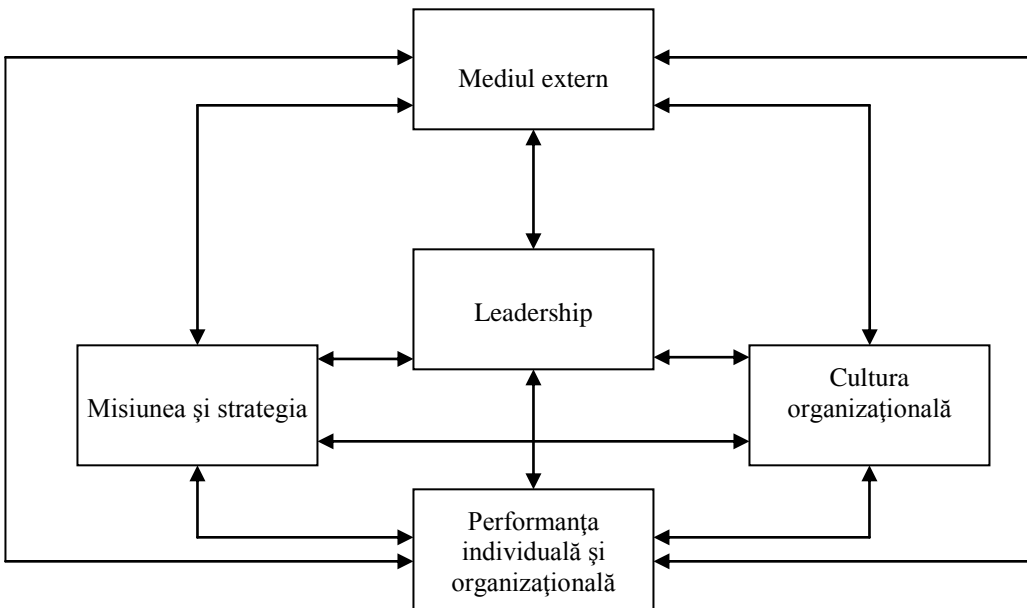 Mediul extern
Leadership
Misiunea şi strategia
Cultura
organizaţională
Performanţa
individuală şi
organizaţională